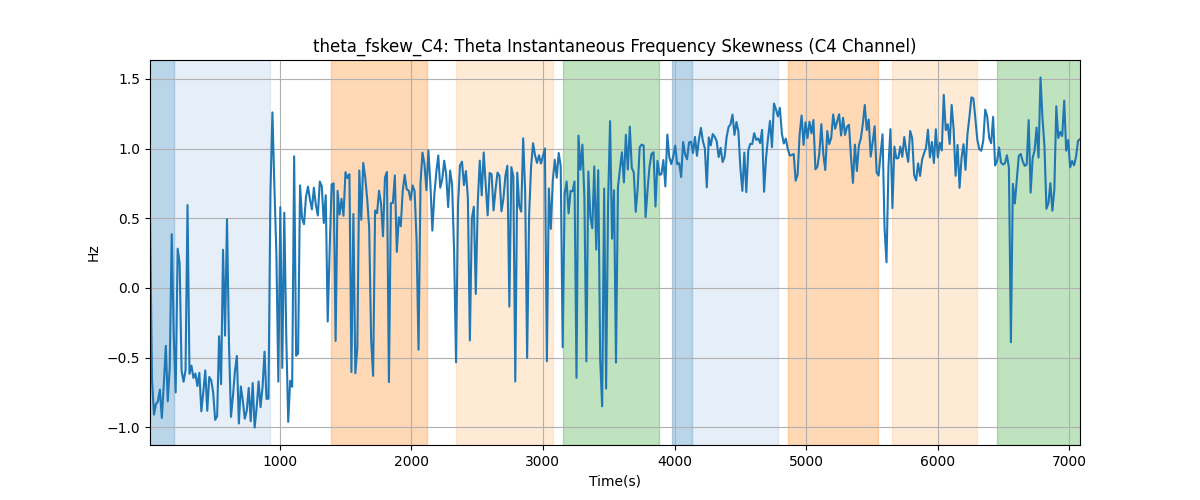 theta_fskew_C4: Theta Instantaneous Frequency Skewness (C4 Channel)
1.5
1.0
0.5
0.0
−0.5
−1.0
Hz
1000 2000 3000 4000 5000 6000 7000
Time(s)